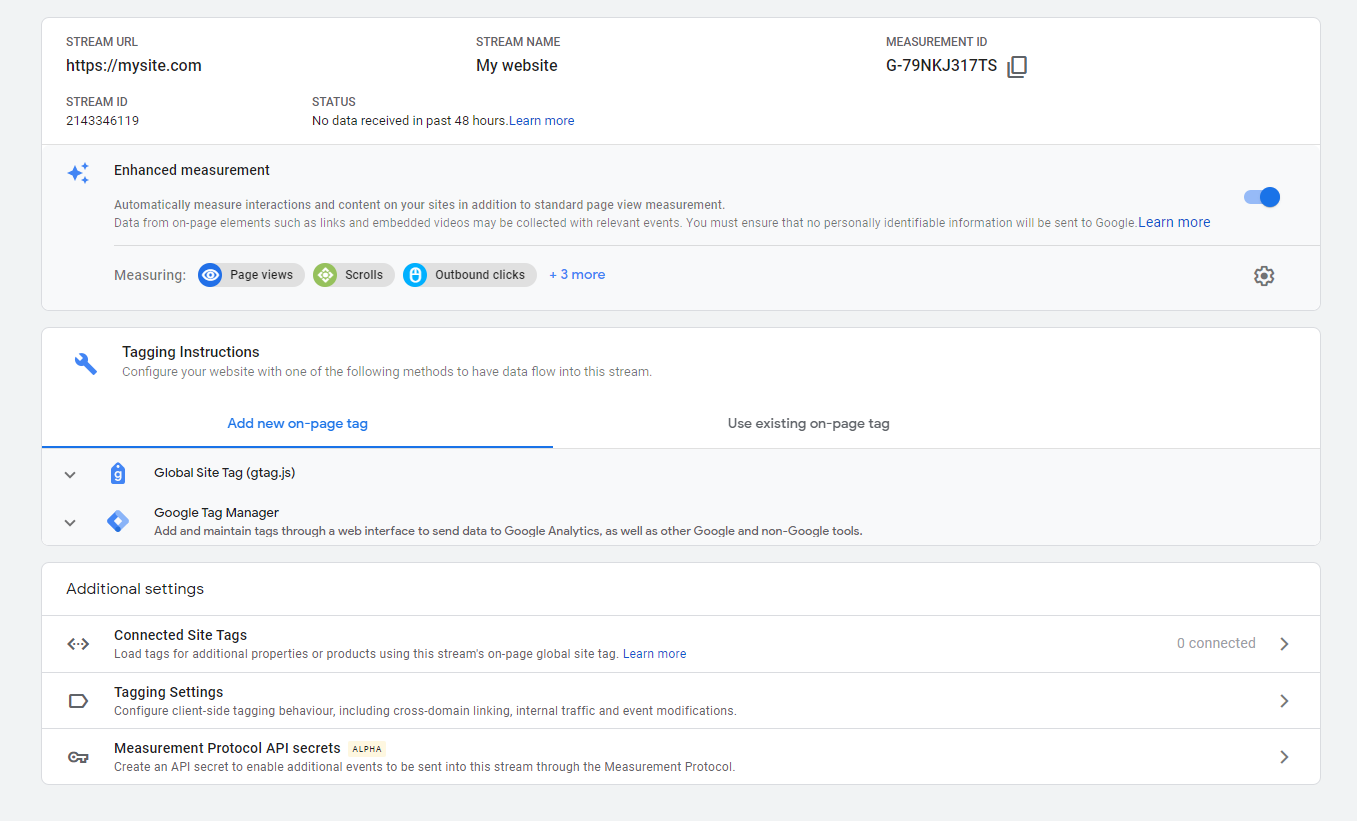 STREAM URL
https://mysite.com
STREAM NAME
My website
MEASUREMENT ID
G-79NKJ317TS
STREAM ID
2143346119
STATUS
No data received in past 48 hours.Learn more
Enhanced measurement
Automatically measure interactions and content on your sites in addition to standard page view measurement.
Data from on-page elements such as links and embedded videos may be collected with relevant events. You must ensure that no personally identifiable information will be sent to Google.Learn more
Measuring: Page views Scrolls Outbound clicks + 3 more
Tagging Instructions
Configure your website with one of the following methods to have data flow into this stream.
Add new on-page tag
Use existing on-page tag
g Global Site Tag (gtag.js)
Google Tag Manager
Add and maintain tags through a web interface to send data to Google Analytics, as well as other Google and non-Google tools.
Additional settings
Connected Site Tags
Load tags for additional properties or products using this stream's on-page global site tag. Learn more
0 connected
Tagging Settings
Configure client-side tagging behaviour, including cross-domain linking, internal traffic and event modifications.
Measurement Protocol API secrets ALPHA
Create an API secret to enable additional events to be sent into this stream through the Measurement Protocol.